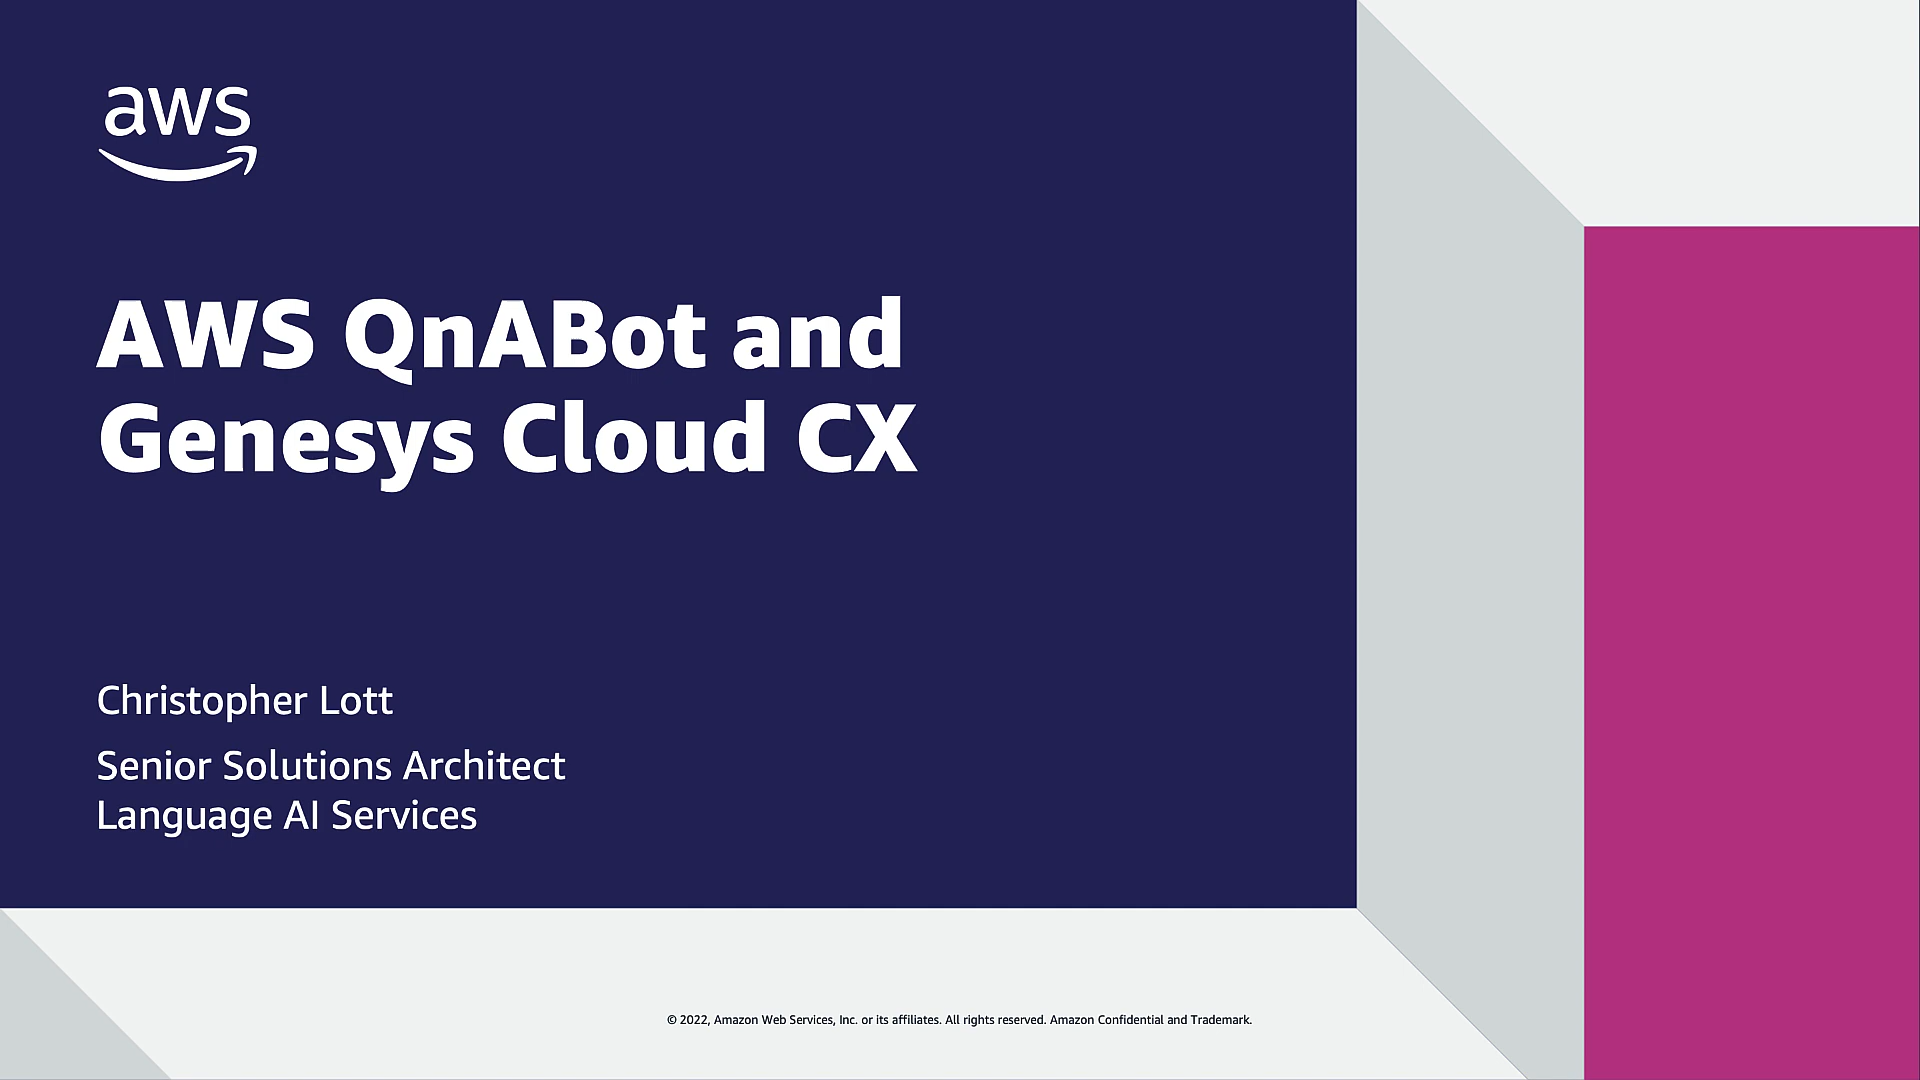 aws
AWS QnABot and
Genesys Cloud CX
Christopher Lott
Senior Solutions Architect
Language AI Services
© 2022, Amazon Web Services, Inc. or its affiliates. All rights reserved. Amazon Confidential and Trademark.